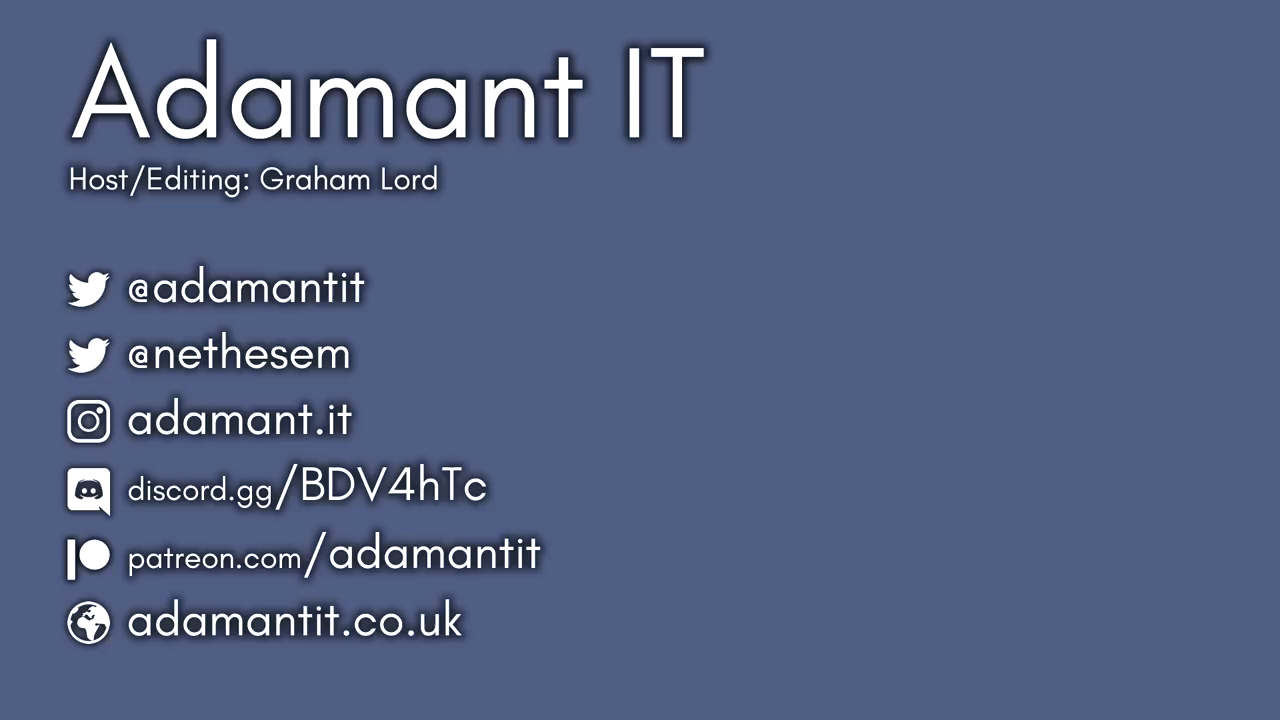 Adamant IT
Host/Editing: Graham Lord
@adamantit
@nethesem
adamant.it
discord.gg/BDV4hTc
patreon.com/adamantit
adamantit.co.uk